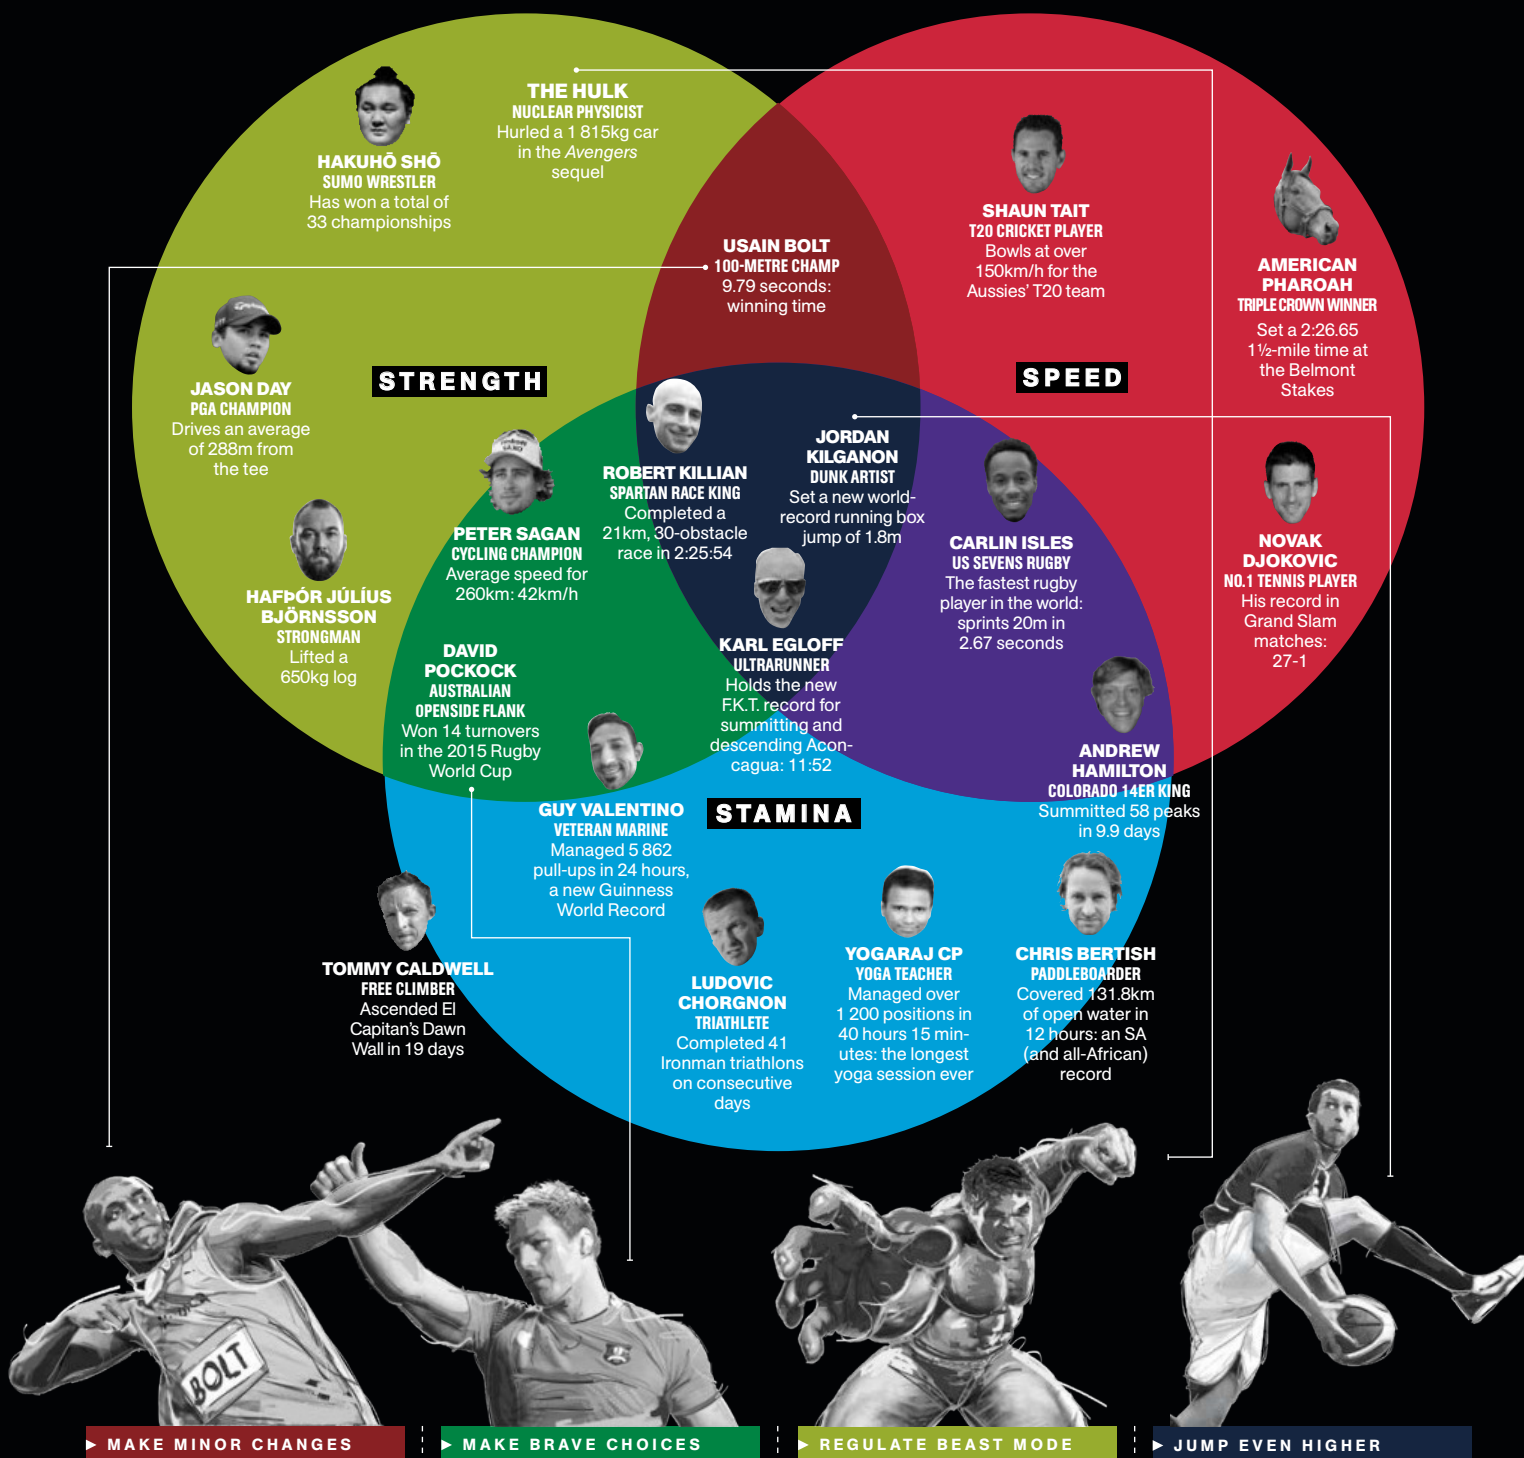 THE HULK
NUCLEAR PHYSICIST
Hurled a 1 815kg car
in the Avengers
sequel
HAKUHŌ SHŌ
SUMO WRESTLER
Has won a total of
33 championships
SHAUN TAIT
T20 CRICKET PLAYER
Bowls at over
150km/h for the
Aussies’ T20 team
USAIN BOLT
100-METRE CHAMP
9.79 seconds:
winning time
AMERICAN
PHAROAH
TRIPLE CROWN WINNER
Set a 2:26.65
1½-mile time at
the Belmont
Stakes
JASON DAY
PGA CHAMPION
Drives an average
of 288m from
the tee
STRENGTH
SPEED
ROBERT KILLIAN
SPARTAN RACE KING
Completed a
21km, 30-obstacle
race in 2:25:54
JORDAN
KILGANON
DUNK ARTIST
Set a new world-
record running box
jump of 1.8m
PETER SAGAN
CYCLING CHAMPION
Average speed for
260km: 42km/h
CARLIN ISLES
US SEVENS RUGBY
The fastest rugby
player in the world:
sprints 20m in
2.67 seconds
NOVAK
DJOKOVIC
NO.1 TENNIS PLAYER
His record in
Grand Slam
matches:
27-1
HAFÞÓR JÚLÍUS
BJÖRNSSON
STRONGMAN
Lifted a
650kg log
DAVID
POCKOCK
AUSTRALIAN
OPENSIDE FLANK
Won 14 turnovers
in the 2015 Rugby
World Cup
KARL EGLOFF
ULTRARUNNER
Holds the new
F.K.T. record for
summitting and
descending Acon-
cagua: 11:52
ANDREW
HAMILTON
COLORADO 14ER KING
Summitted 58 peaks
in 9.9 days
GUY VALENTINO
VETERAN MARINE
Managed 5 862
pull-ups in 24 hours,
a new Guinness
World Record
STAMINA
TOMMY CALDWELL
FREE CLIMBER
Ascended El
Capitan’s Dawn
Wall in 19 days
LUDOVIC
CHORGNON
TRIATHLETE
Completed 41
Ironman triathlons
on consecutive
days
YOGARAJ CP
YOGA TEACHER
Managed over
1 200 positions in
40 hours 15 min-
utes: the longest
yoga session ever
CHRIS BERTISH
PADDLEBOARDER
Covered 131.8km
of open water in
12 hours: an SA
(and all-African)
record
BOLT
MAKE MINOR CHANGES
MAKE BRAVE CHOICES
REGULATE BEAST MODE
JUMP EVEN HIGHER